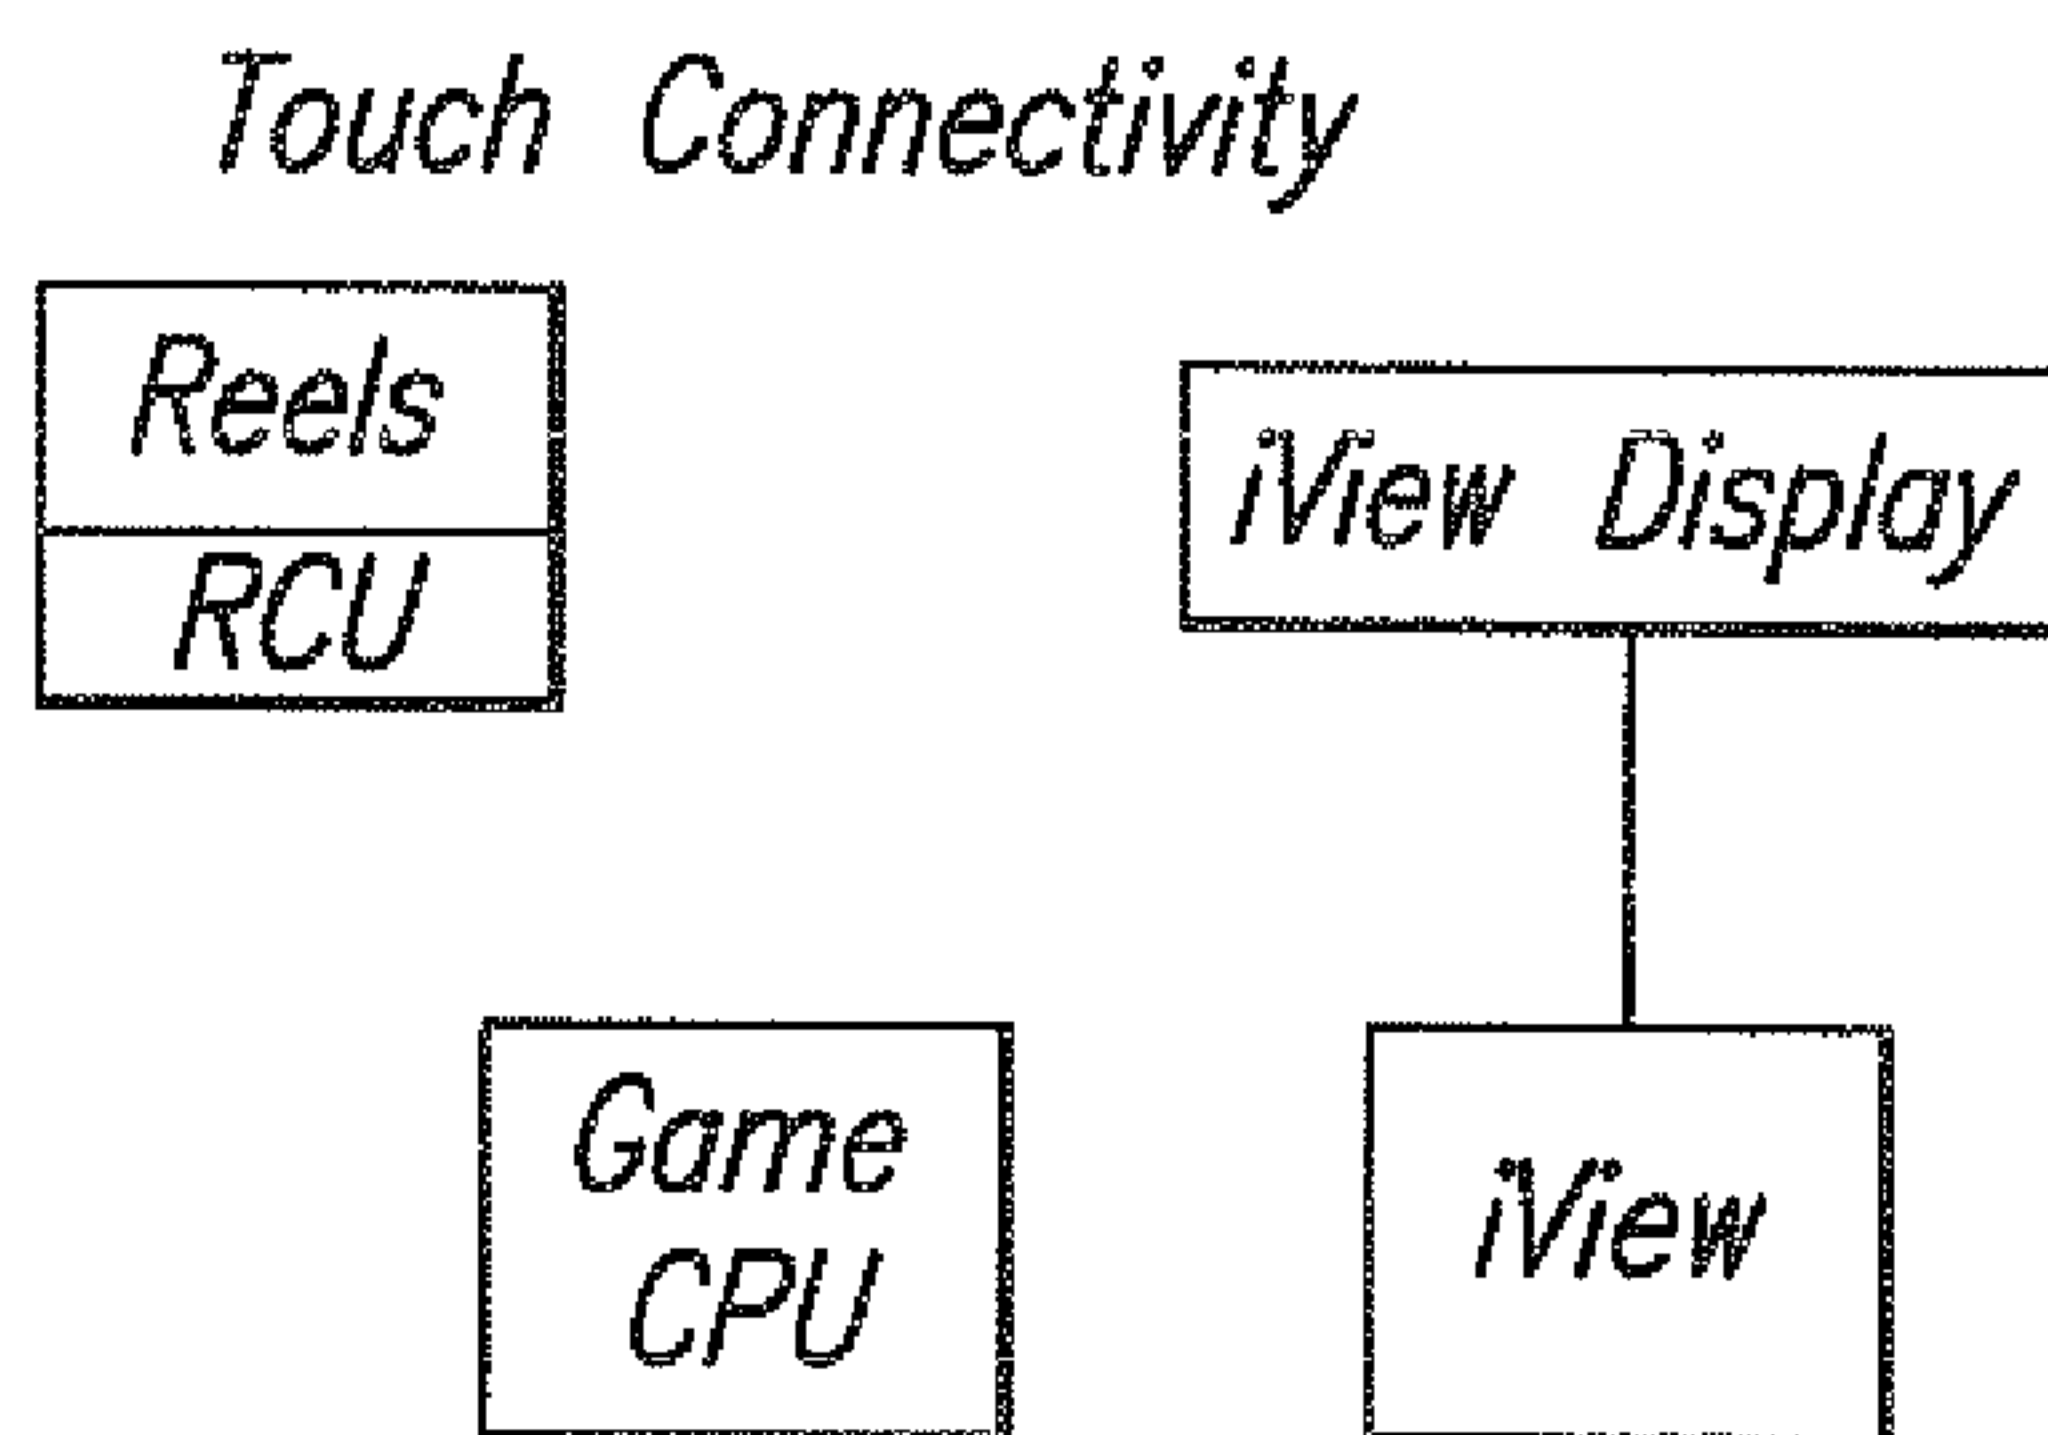 Touch Connectivity
Reels
RCU
iView Display
Game
CPU
iView